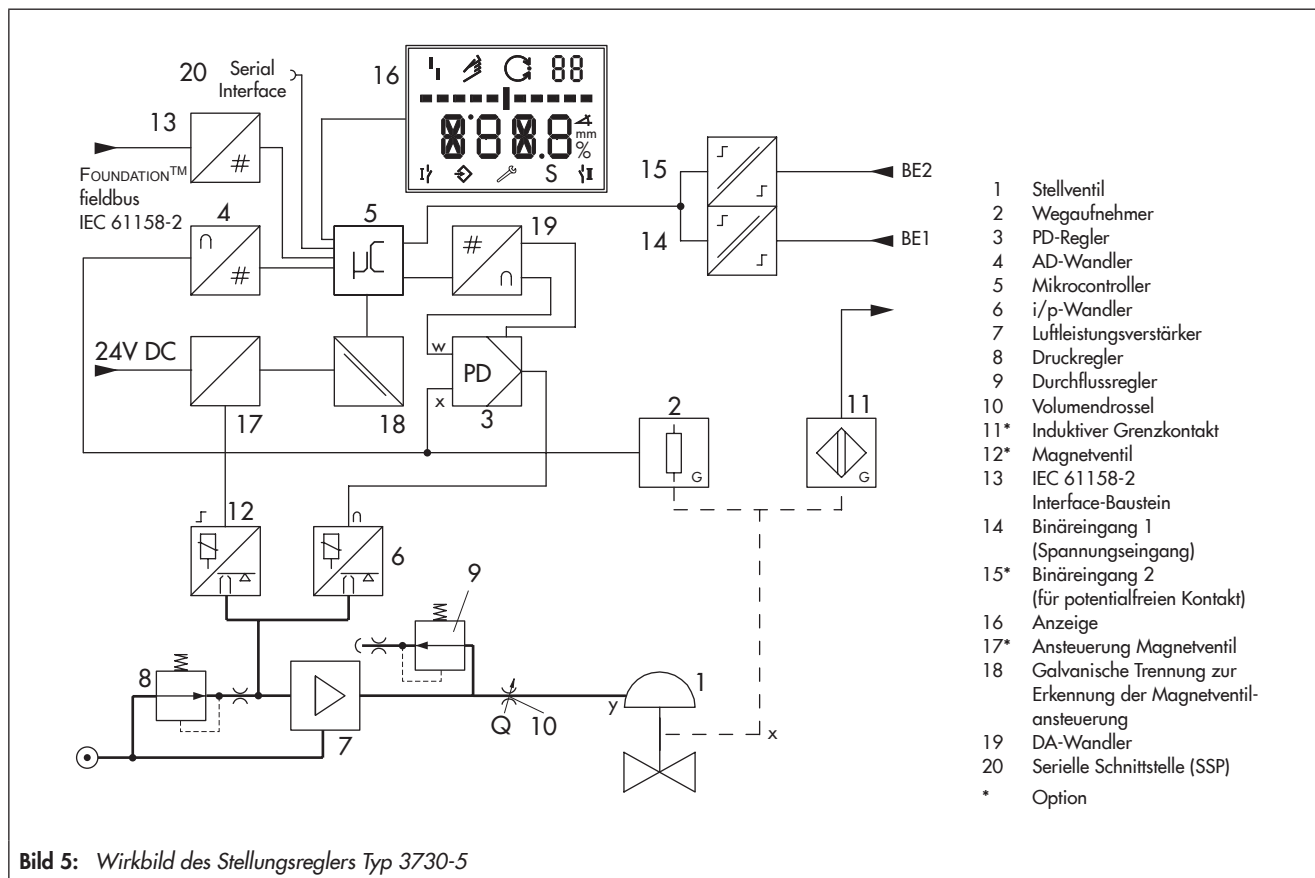 20
Serial
Interface
16
88
8.8.8.8
mm
%
S
13
#
FOUNDATION™
fieldbus
IEC 61158-2
15
BE2
14
BE1
4
#
5
µC
#
19
24V DC
17
18
w
PD
x
3
2
G
11
G
12
6
9
8
7
Q
10
1
y
x
1 Stellventil
2 Wegaufnehmer
3 PD-Regler
4 AD-Wandler
5 Mikrocontroller
6 i/p-Wandler
7 Luftleistungsverstärker
8 Druckregler
9 Durchflussregler
10 Volumendrossel
11* Induktiver Grenzkontakt
12* Magnetventil
13 IEC 61158-2
Interface-Baustein
14 Binäreingang 1
(Spannungseingang)
15* Binäreingang 2
(für potentialfreien Kontakt)
16 Anzeige
17* Ansteuerung Magnetventil
18 Galvanische Trennung zur
Erkennung der Magnetventil-
ansteuerung
19 DA-Wandler
20 Serielle Schnittstelle (SSP)
* Option
Bild 5: Wirkbild des Stellungsreglers Typ 3730-5